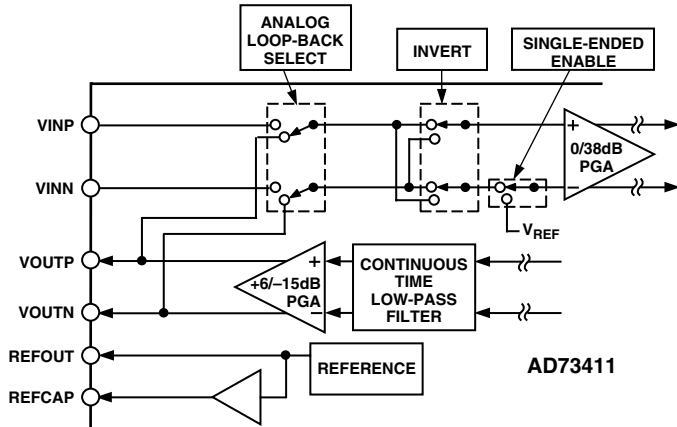 ANALOG
LOOP-BACK
SELECT
INVERT
SINGLE-ENDED
ENABLE
VINP
+
0/38dB
PGA
VINN
–
VREF
VOUTP
+
+6/–15dB
PGA
–
CONTINUOUS
TIME
LOW-PASS
FILTER
VOUTN
REFOUT
REFERENCE
AD73411
REFCAP